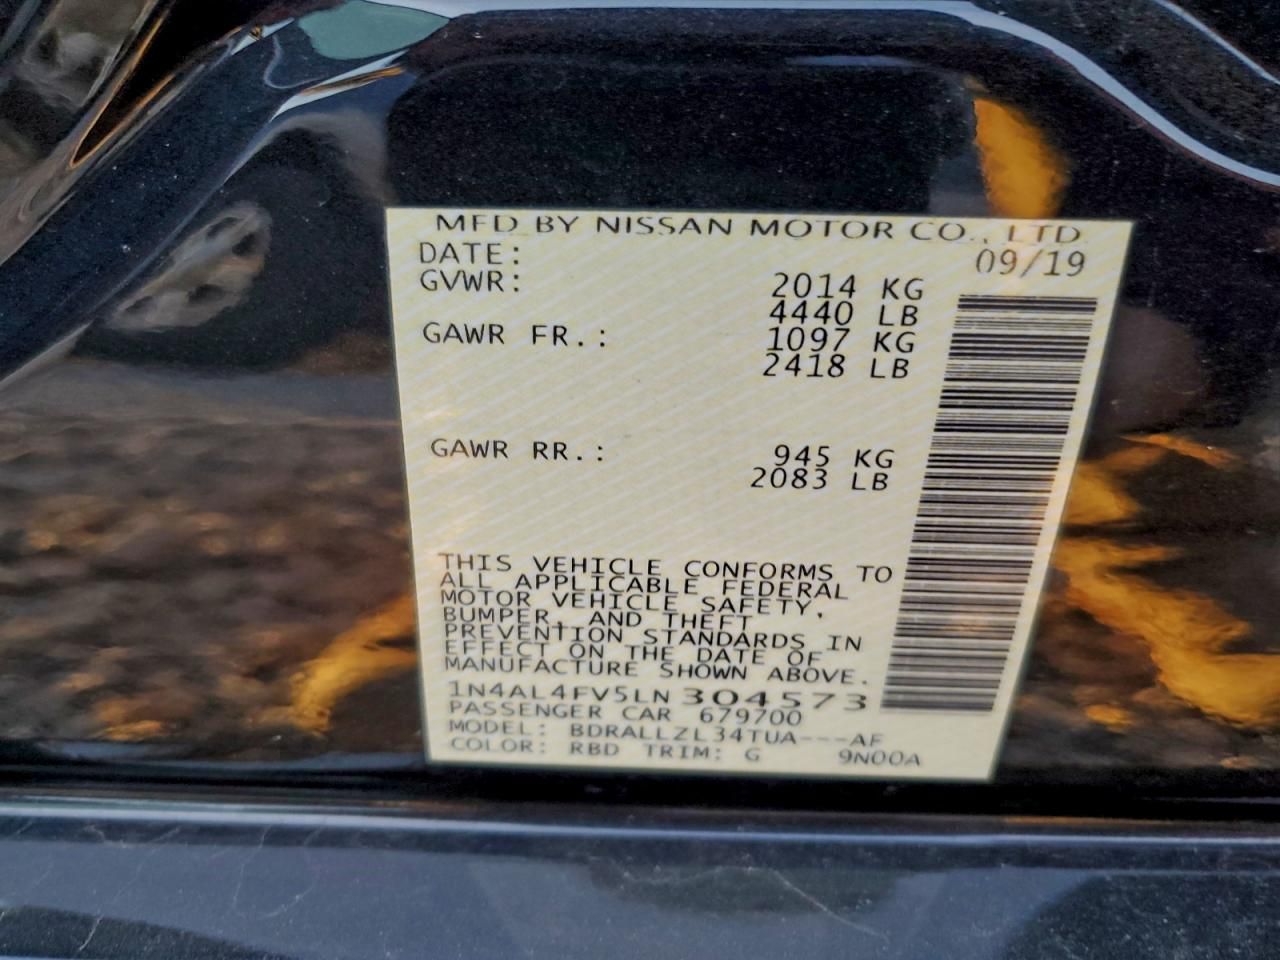 MFD BY NISSAN MOTOR CO., LTD.
DATE: 09/19
GVWR: 2014 KG
4440 LB
GAWR FR.: 1097 KG
2418 LB
GAWR RR.: 945 KG
2083 LB
THIS VEHICLE CONFORMS TO
ALL APPLICABLE FEDERAL
MOTOR VEHICLE SAFETY,
BUMPER, AND THEFT
PREVENTION STANDARDS IN
EFFECT ON THE DATE OF
MANUFACTURE SHOWN ABOVE.
1N4AL4FV5LN304573
PASSENGER CAR 679700
MODEL: BDRALLZL34TUA---AF
COLOR: RBD TRIM: G 9N00A